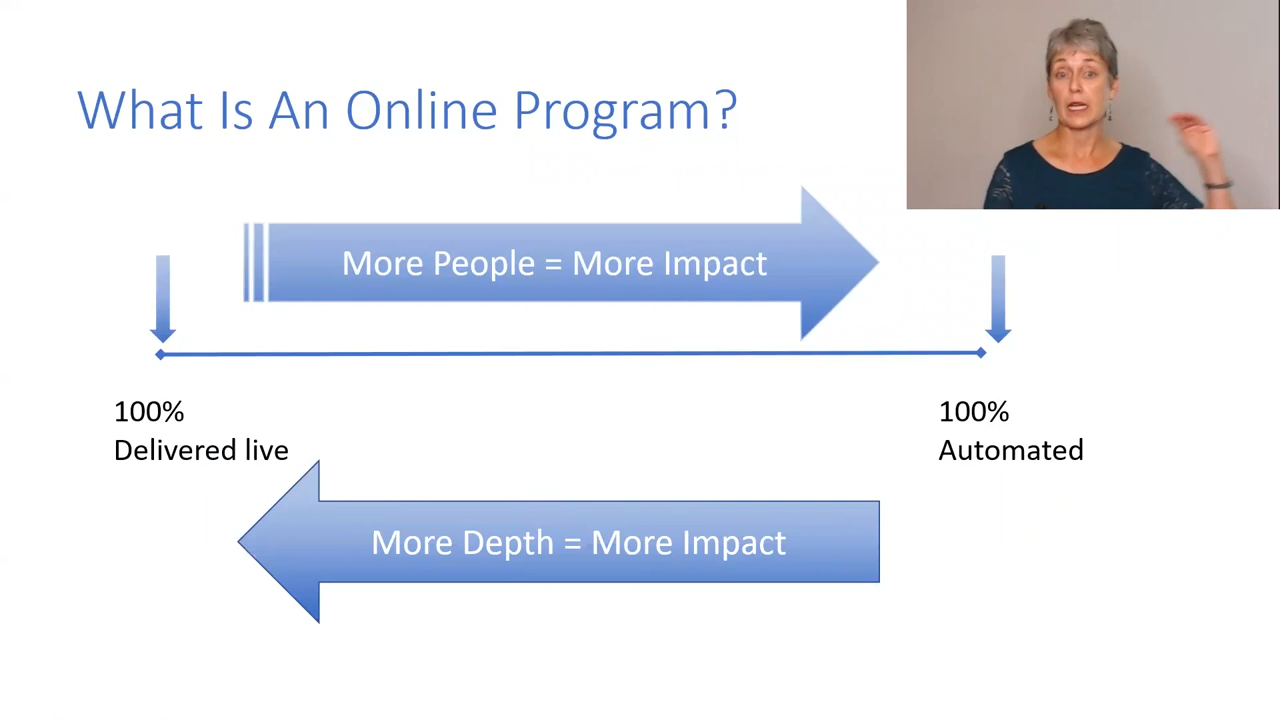 What Is An Online Program?
More People = More Impact
100%
Delivered live
100%
Automated
More Depth = More Impact